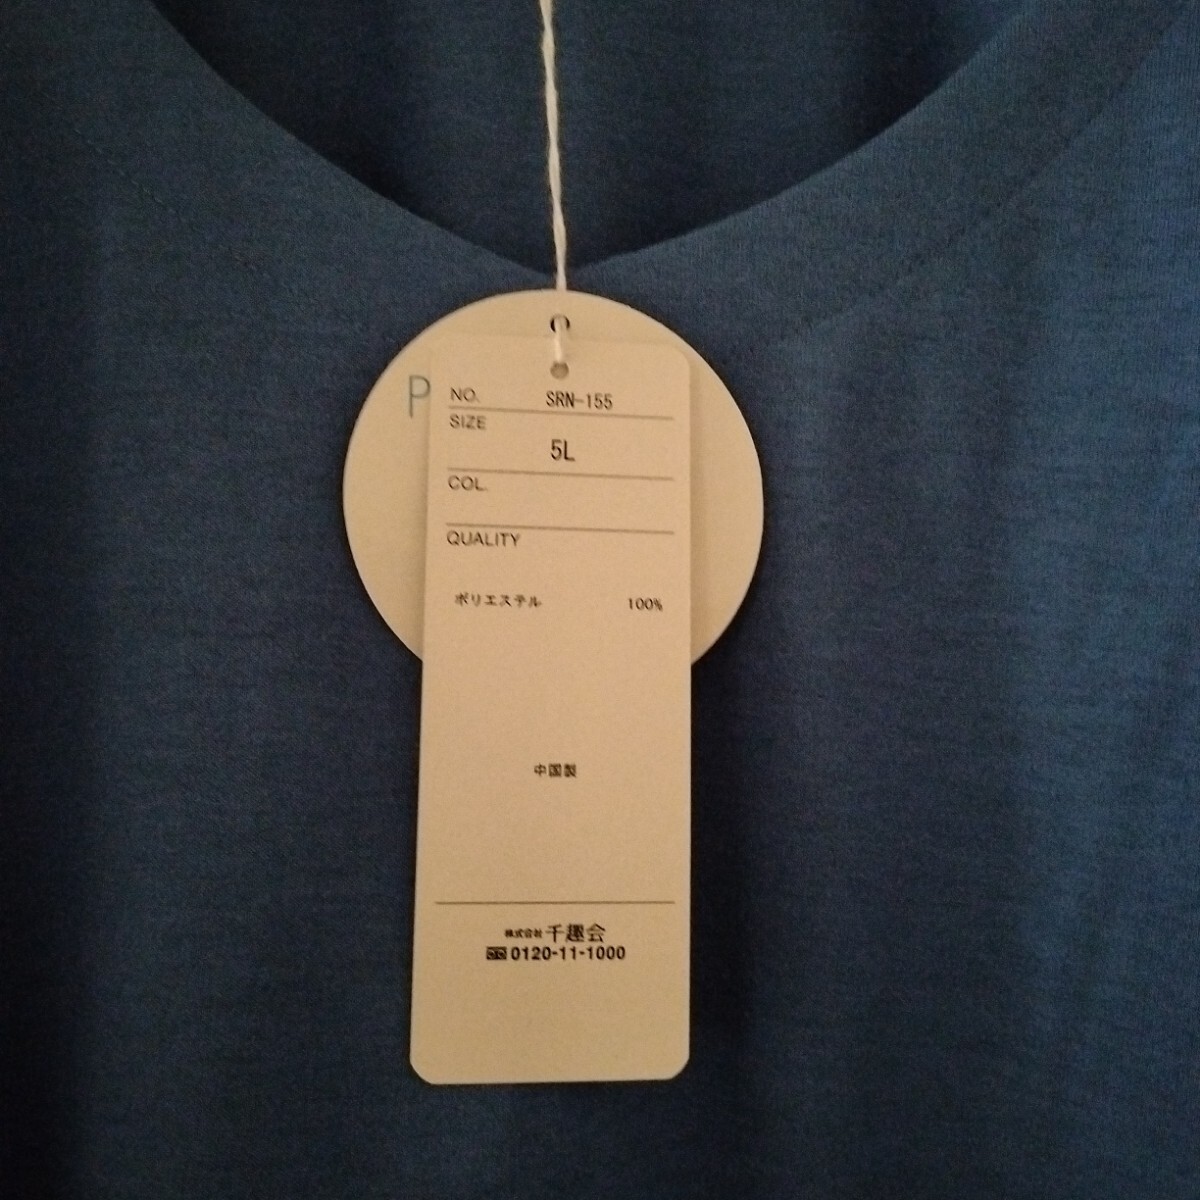 P
NO. SRN-155
SIZE
5L
COL.
QUALITY
ポリエステル 100%
中国製
株式会社 千趣会
0120-11-1000